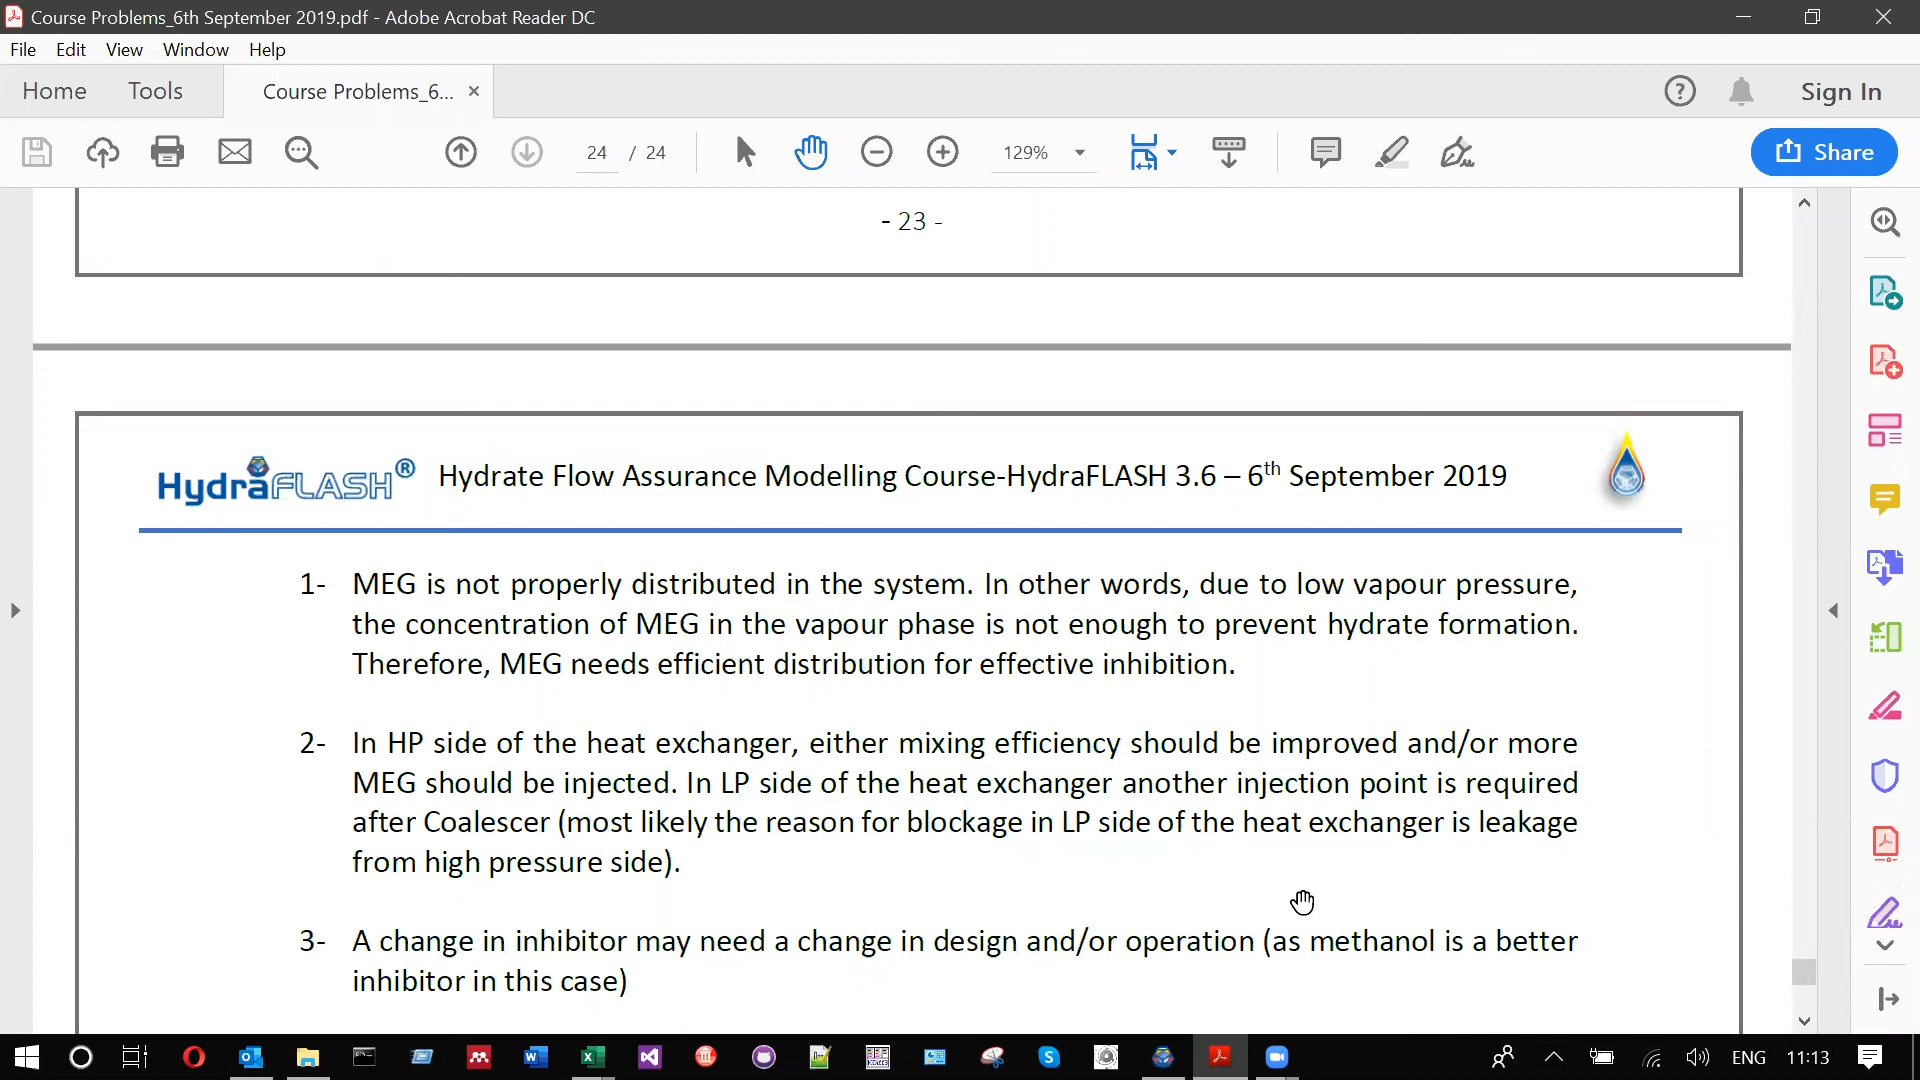 Course Problems_6th September 2019.pdf - Adobe Acrobat Reader DC
File Edit View Window Help
Home Tools Course Problems_6... × Sign In
24 / 24 129% Share
- 23 -
HydraFLASH® Hydrate Flow Assurance Modelling Course-HydraFLASH 3.6 – 6th September 2019
1- MEG is not properly distributed in the system. In other words, due to low vapour pressure,
the concentration of MEG in the vapour phase is not enough to prevent hydrate formation.
Therefore, MEG needs efficient distribution for effective inhibition.
2- In HP side of the heat exchanger, either mixing efficiency should be improved and/or more
MEG should be injected. In LP side of the heat exchanger another injection point is required
after Coalescer (most likely the reason for blockage in LP side of the heat exchanger is leakage
from high pressure side).
3- A change in inhibitor may need a change in design and/or operation (as methanol is a better
inhibitor in this case)
ENG 11:13